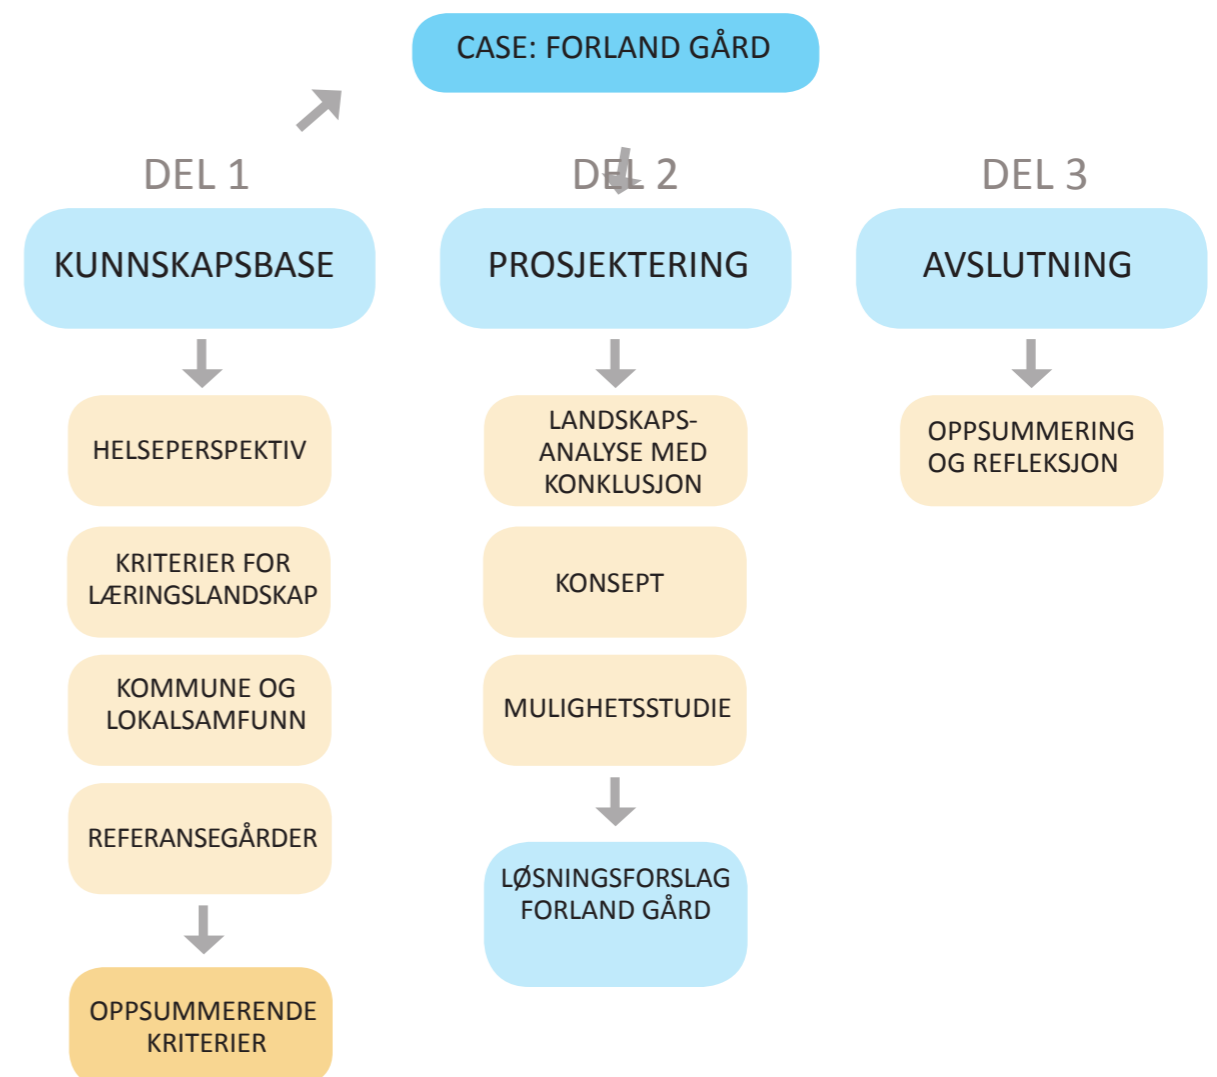 CASE: FORLAND GÅRD
DEL 1
KUNNSKAPSBASE
HELSEPERSPEKTIV
KRITERIER FOR
LÆRINGSLANDSKAP
KOMMUNE OG
LOKALSAMFUNN
REFERANSEGÅRDER
OPPSUMMERENDE
KRITERIER
DEL 2
PROSJEKTERING
LANDSKAPS-
ANALYSE MED
KONKLUSJON
KONSEPT
MULIGHETSSTUDIE
LØSNINGSFORSLAG
FORLAND GÅRD
DEL 3
AVSLUTNING
OPPSUMMERING
OG REFLEKSJON